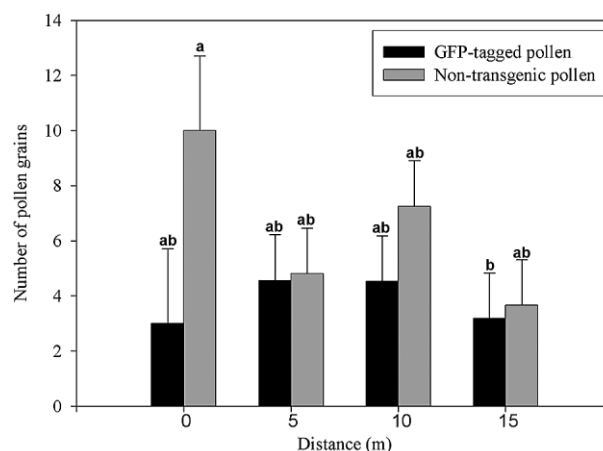 14
12
10
8
6
4
2
0
Number of pollen grains
GFP-tagged pollen
Non-transgenic pollen
ab
a
ab
ab
ab
ab
b
ab
0
5
10
15
Distance (m)